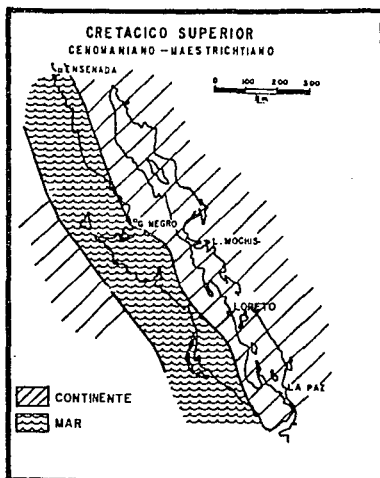 CRETACICO SUPERIOR
CENOMANIANO - MAESTRICHTIANO
ENSENADA
0 100 200 300
Km
G. NEGRO
L. MOCHIS
LORETO
LA PAZ
CONTINENTE
MAR